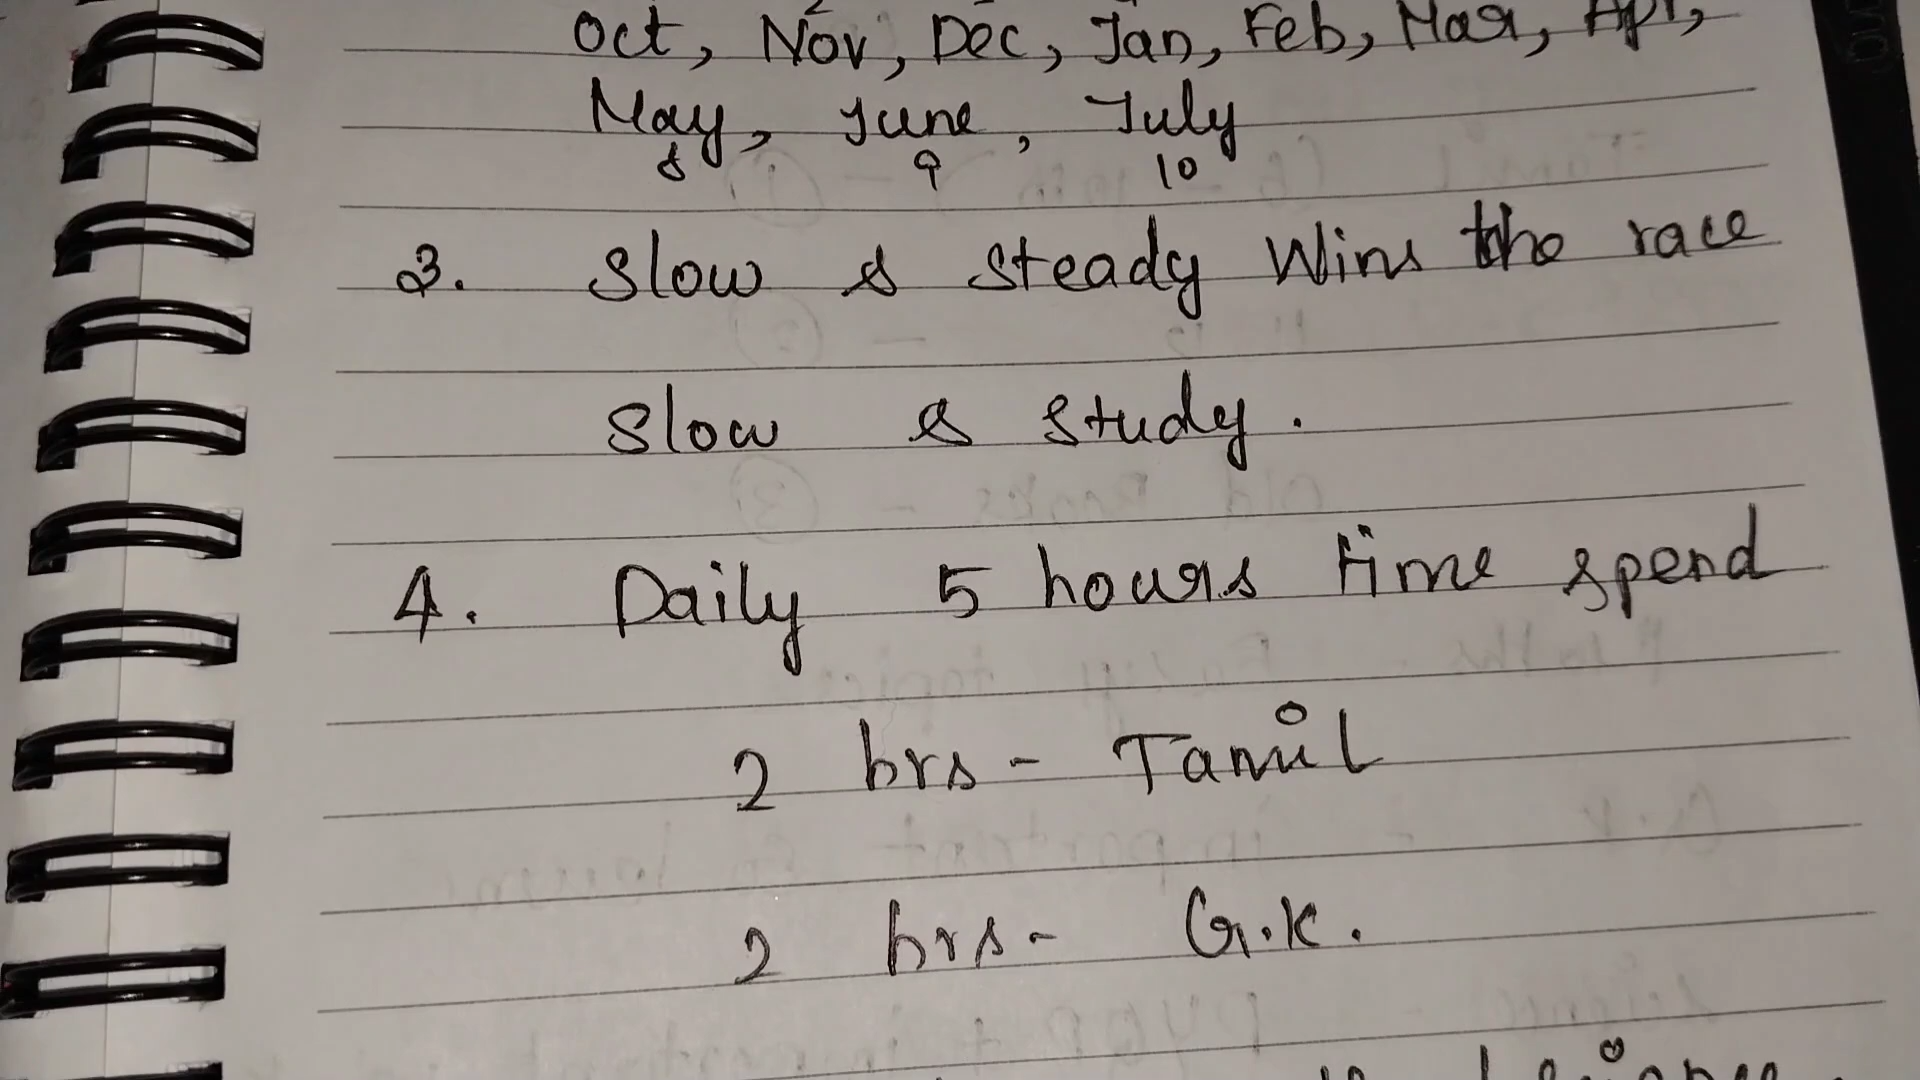 Oct, Nov, Dec, Jan, Feb, Mar, Apr,
May, June, July
8 9 10
3. Slow & Steady Wins the race
Slow & Study.
4. Daily 5 hours time spend
2 hrs - Tamil
2 hrs - G.K.